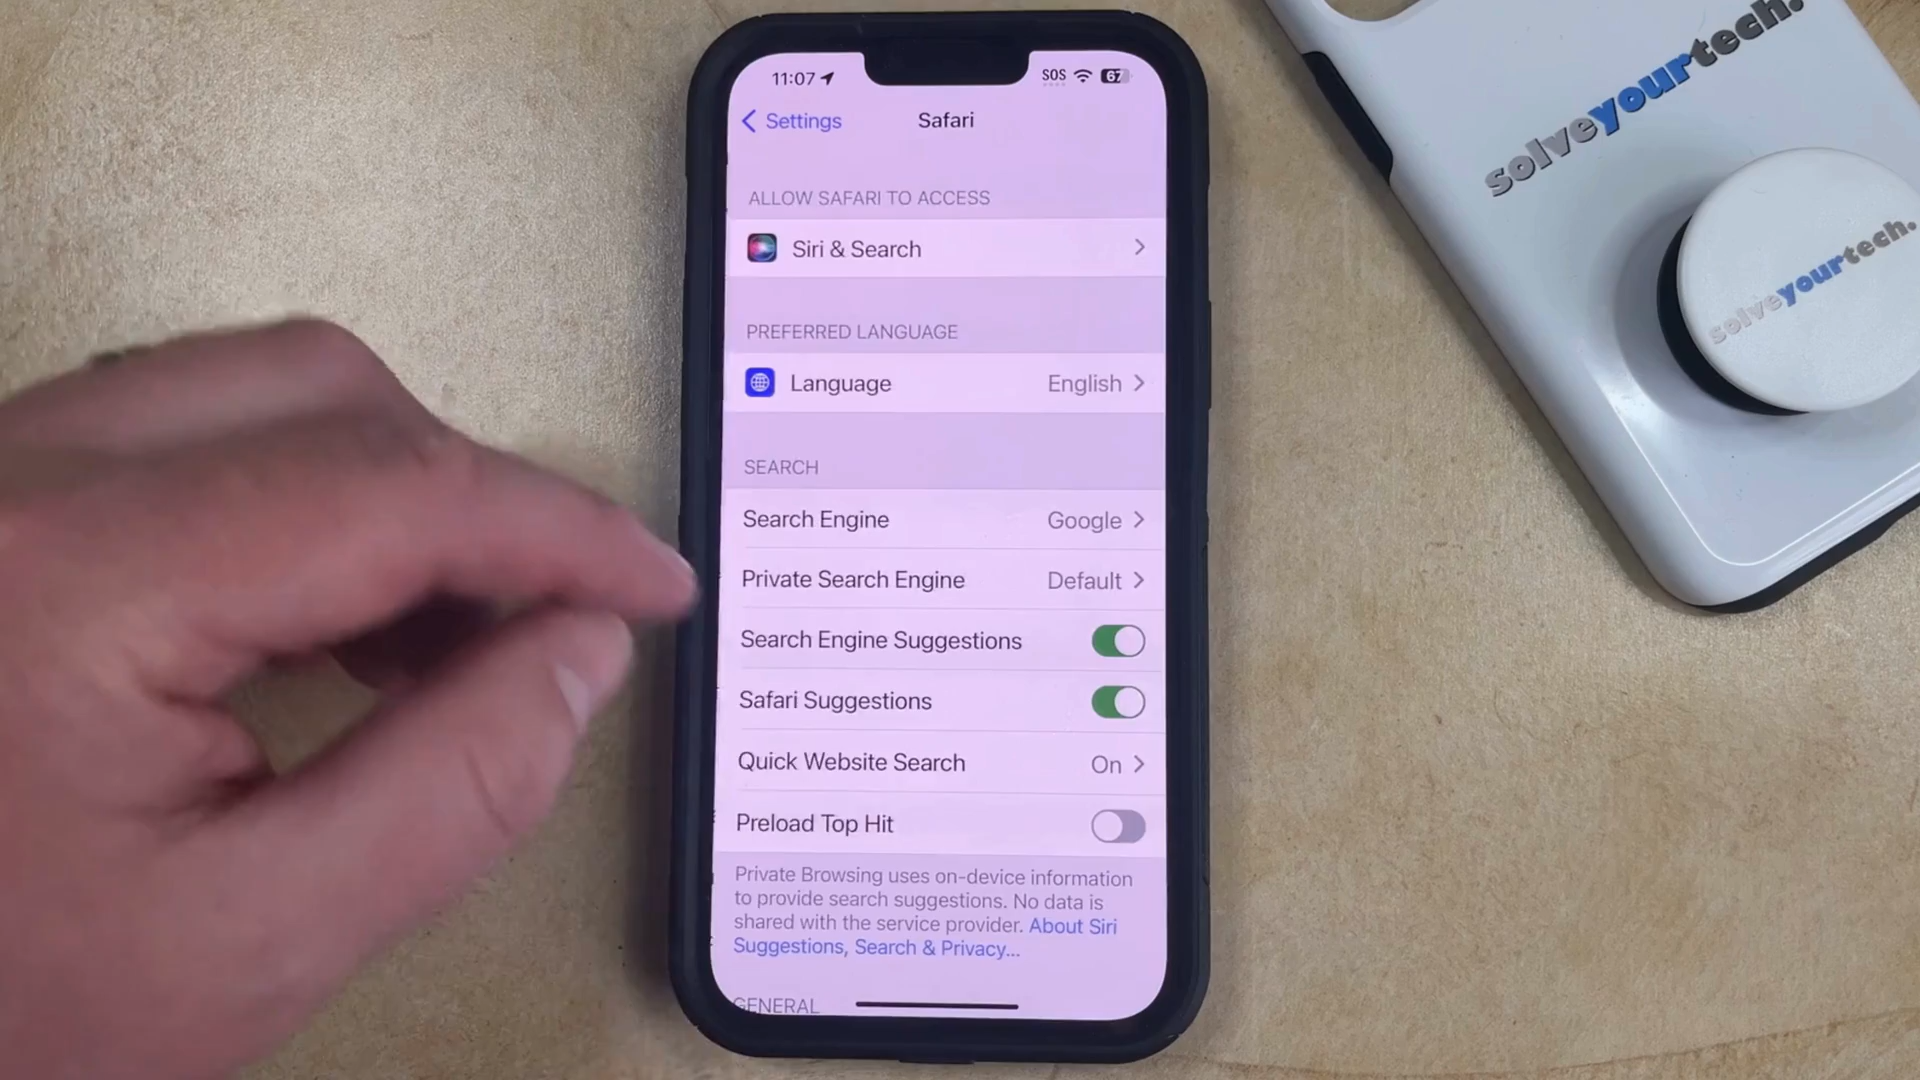 11:07
SOS
67
Settings
Safari
ALLOW SAFARI TO ACCESS
Siri & Search
PREFERRED LANGUAGE
Language
English
SEARCH
Search Engine
Google
Private Search Engine
Default
Search Engine Suggestions
Safari Suggestions
Quick Website Search
On
Preload Top Hit
Private Browsing uses on-device information
to provide search suggestions. No data is
shared with the service provider. About Siri
Suggestions, Search & Privacy...
GENERAL
solveyourtech.
solveyourtech.